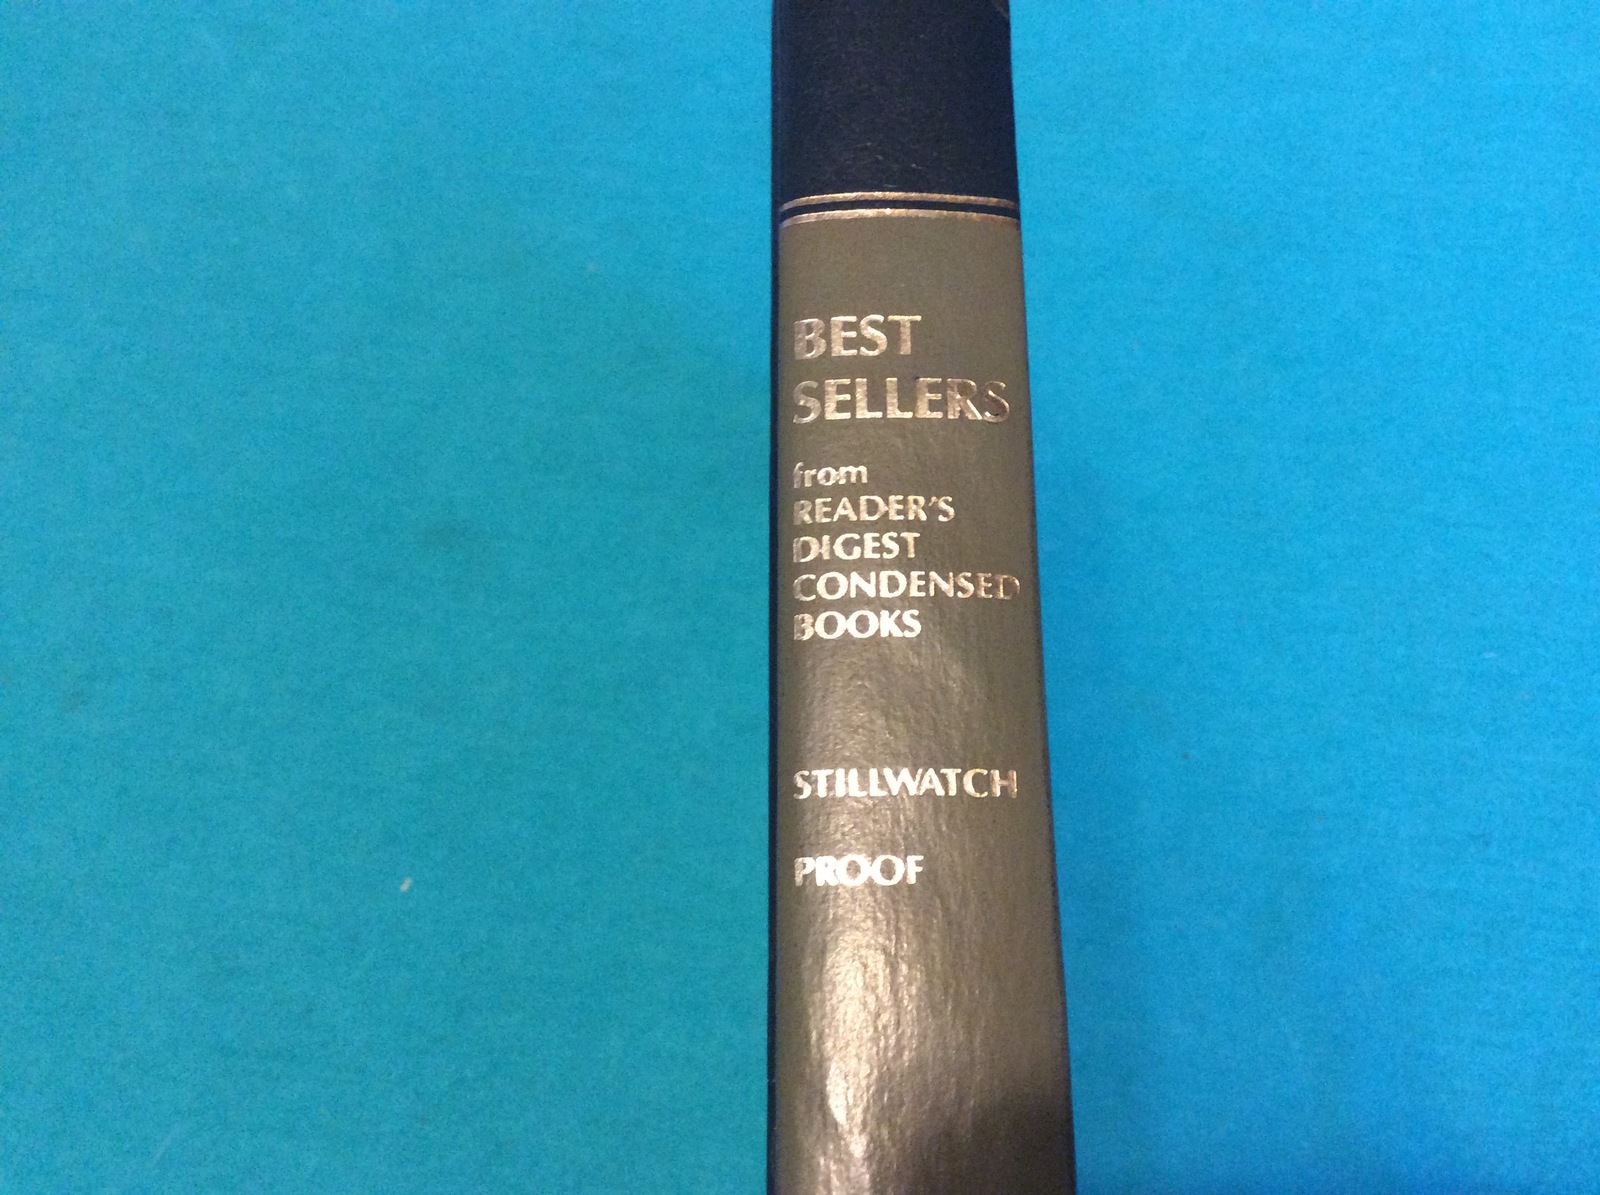 BEST
SELLERS
from
READER'S
DIGEST
CONDENSED
BOOKS
STILLWATCH
PROOF